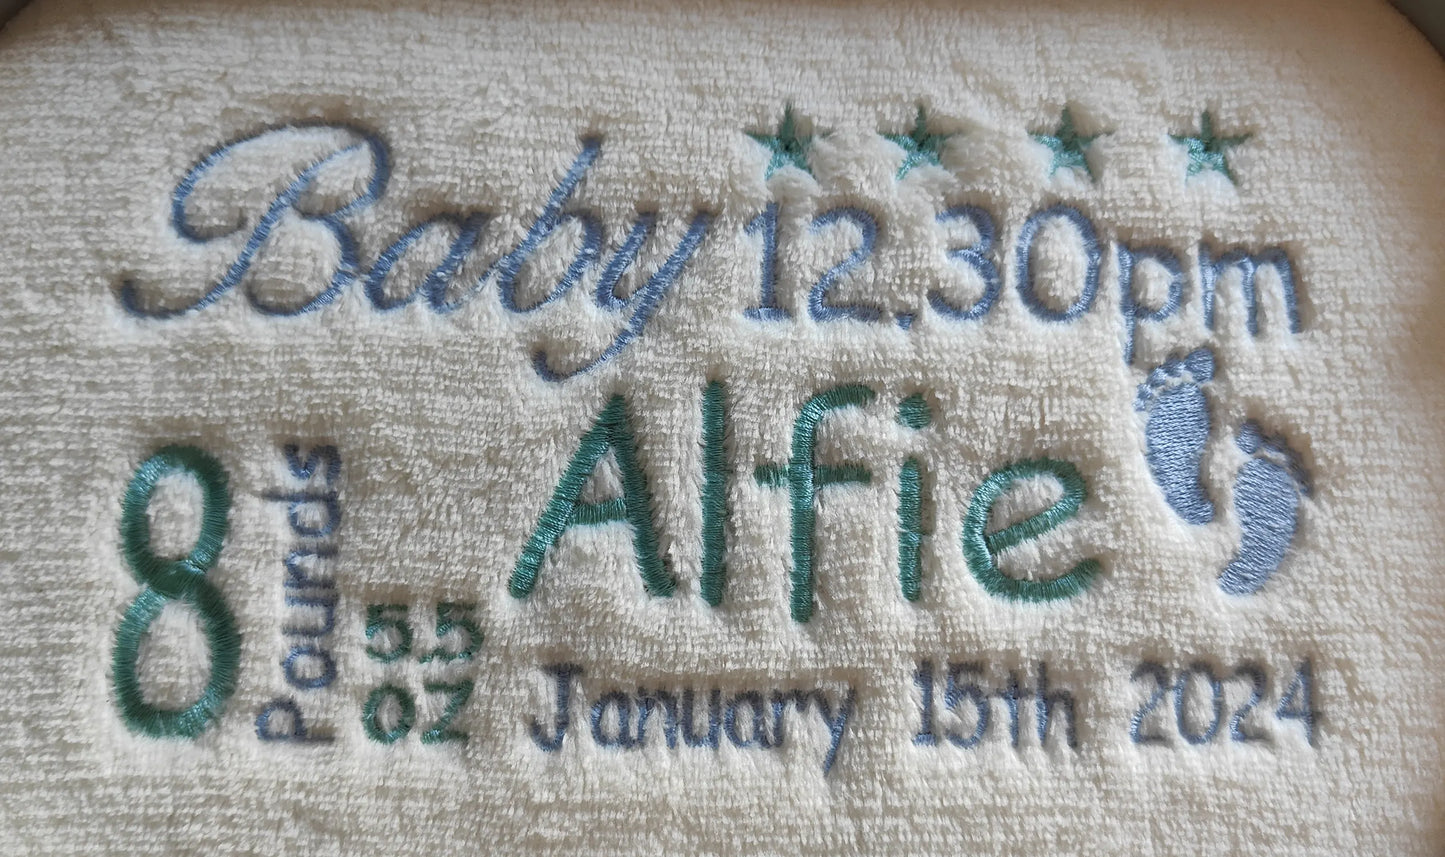 Baby 12.30pm
Alfie
8 Pounds 5.5 oz
January 15th 2024